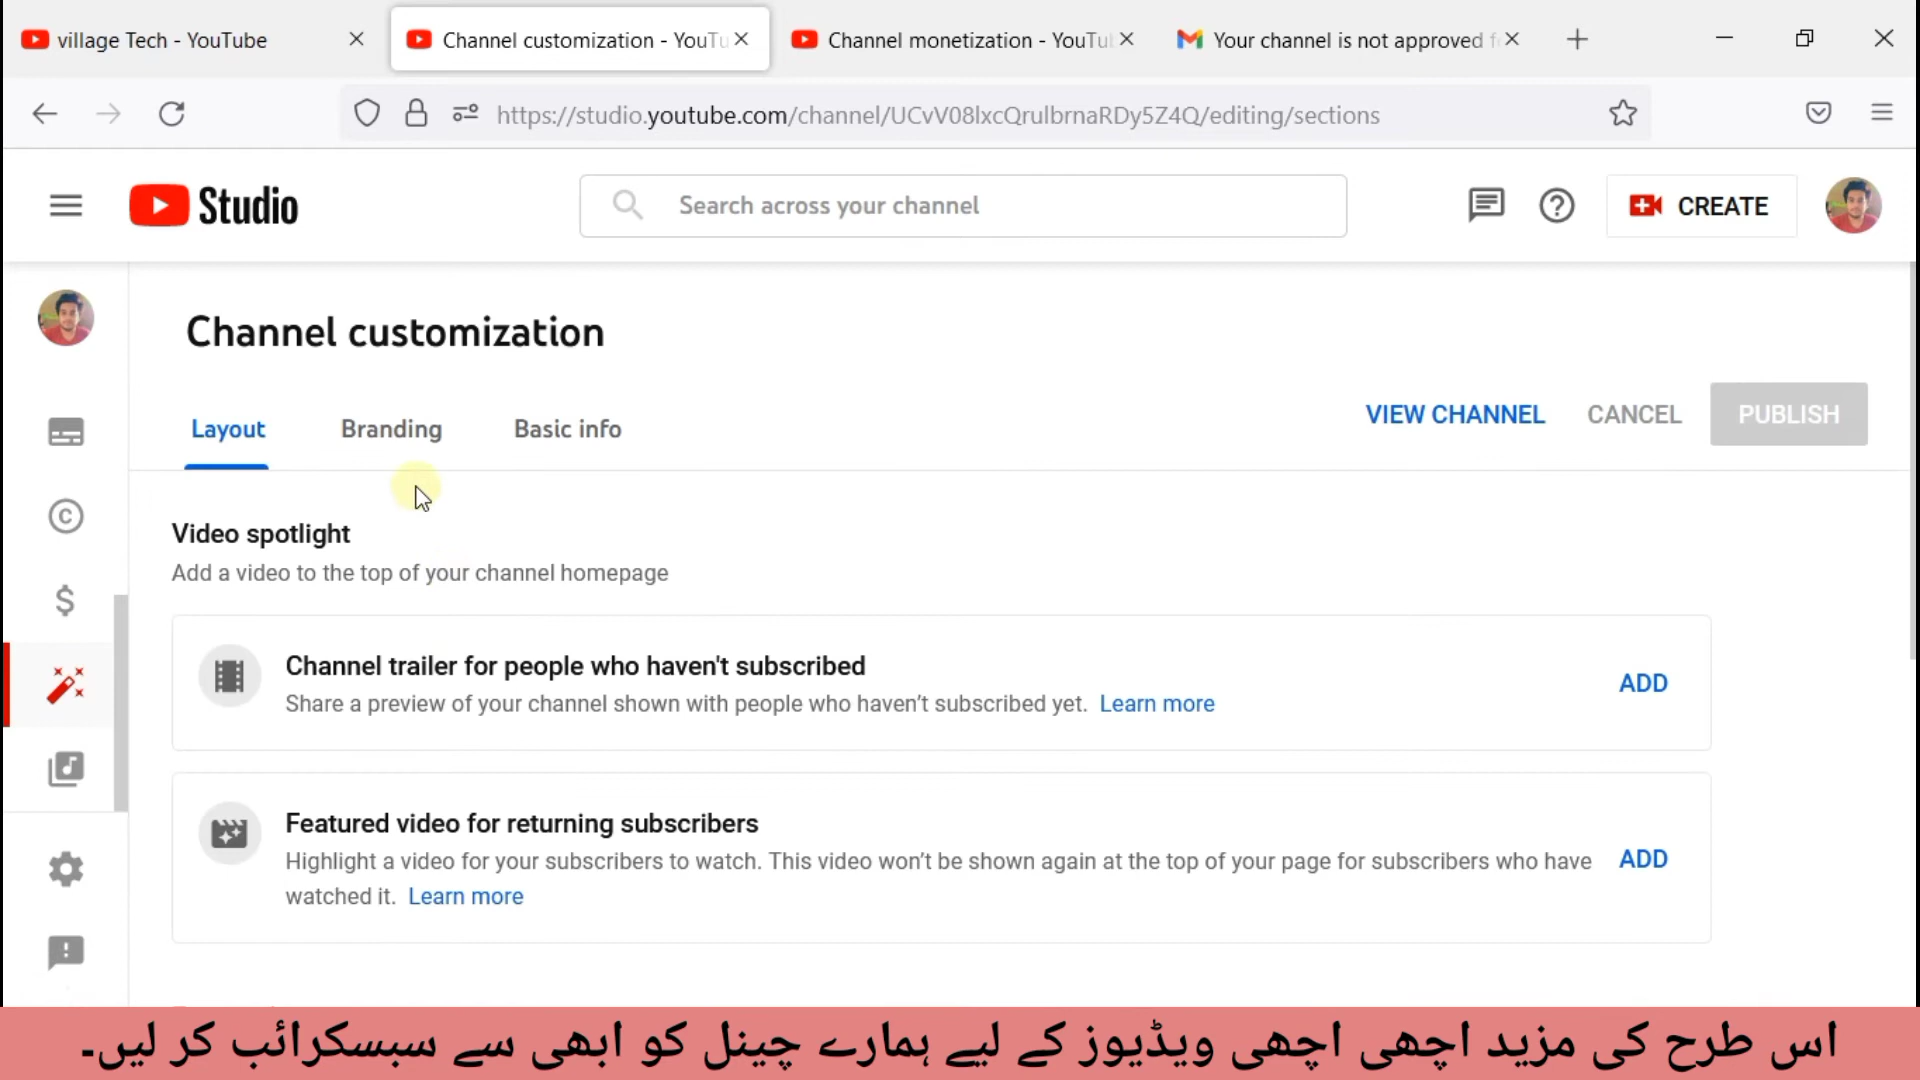 village Tech - YouTube
Channel customization - YouTu
Channel monetization - YouTu
Your channel is not approved f
https://studio.youtube.com/channel/UCvV08lxcQrulbrnaRDy5Z4Q/editing/sections
Studio
Search across your channel
CREATE
Channel customization
Layout
Branding
Basic info
VIEW CHANNEL
CANCEL
PUBLISH
Video spotlight
Add a video to the top of your channel homepage
Channel trailer for people who haven't subscribed
Share a preview of your channel shown with people who haven't subscribed yet. Learn more
ADD
Featured video for returning subscribers
Highlight a video for your subscribers to watch. This video won't be shown again at the top of your page for subscribers who have
watched it. Learn more
ADD
اس طرح کی مزید اچھی اچھی ویڈیوز کے لیے ہمارے چینل کو ابھی سے سبسکرائب کر لیں۔